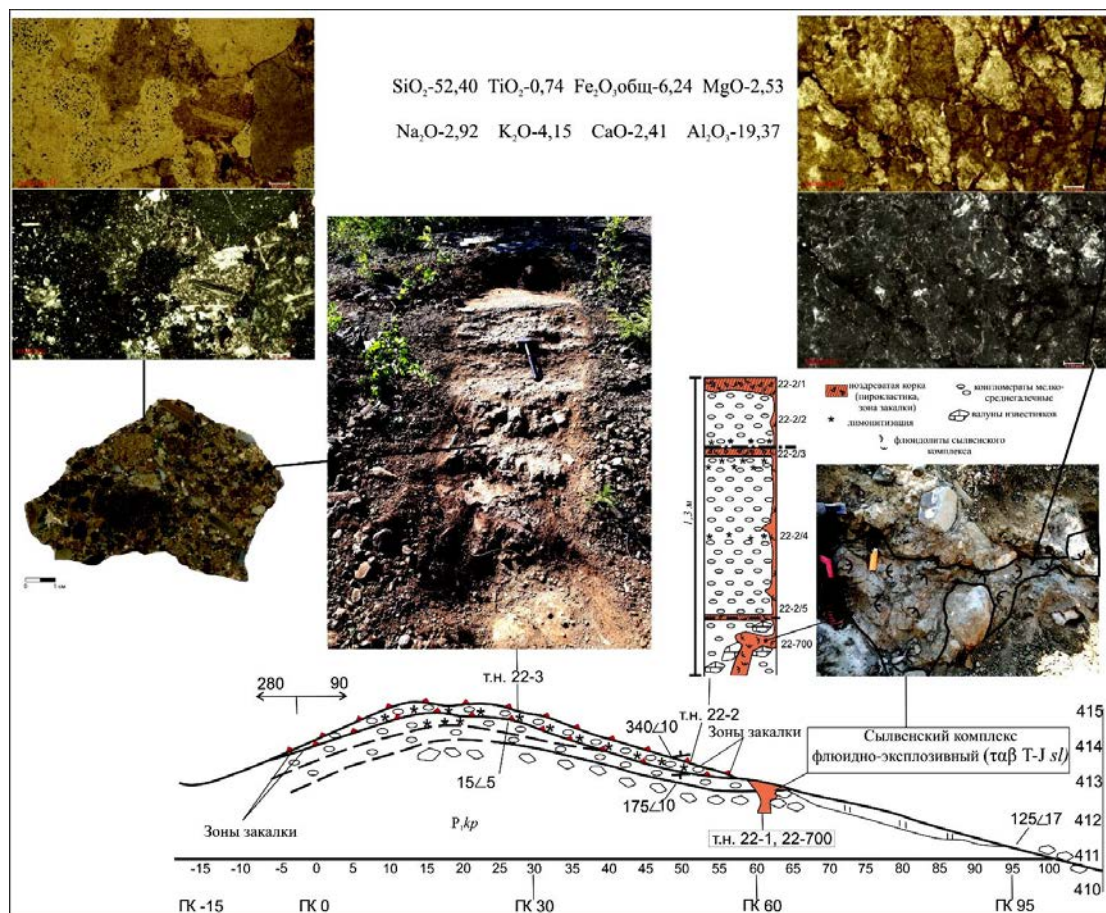 SiO₂-52,40 TiO₂-0,74 Fe₂O₃общ-6,24 MgO-2,53
Na₂O-2,92 K₂O-4,15 CaO-2,41 Al₂O₃-19,37
22-2/1
22-2/2
22-2/3
22-2/4
22-2/5
22-700
1,3 м
ноздреватая корка
(пирокластика,
зона закалки)
лимонитизация
конгломераты мелко-
среднегалечные
валуны известняков
флюидолиты сылвенского
комплекса
0 1 см
280 90
т.н. 22-3
340∠10
т.н. 22-2
Зоны закалки
Сылвенский комплекс
флюидно-эксплозивный (ταβ T-J sl)
15∠5
175∠10
Зоны закалки
P₁kp
т.н. 22-1, 22-700
125∠17
415
414
413
412
411
410
-15 -10 -5 0 5 10 15 20 25 30 35 40 45 50 55 60 65 70 75 80 85 90 95 100
ПК -15 ПК 0 ПК 30 ПК 60 ПК 95